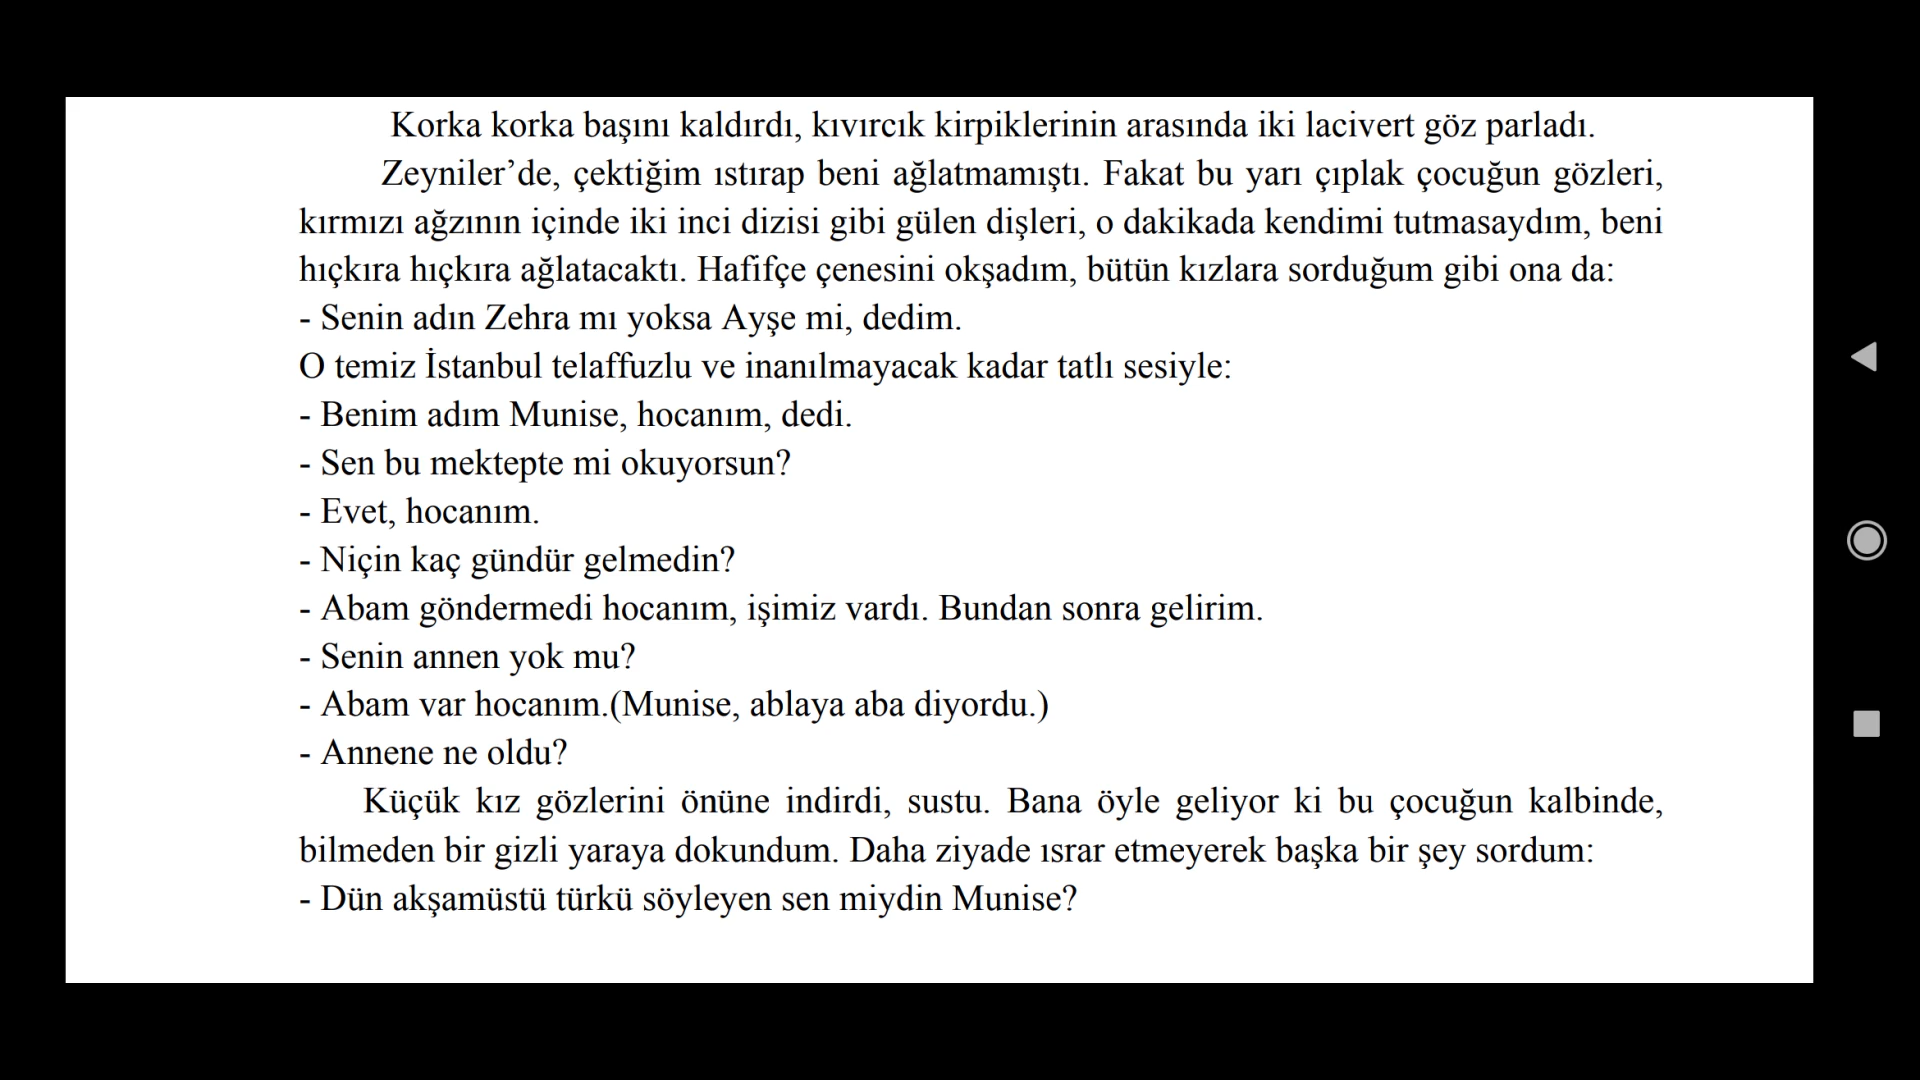 Korka korka başını kaldırdı, kıvırcık kirpiklerinin arasında iki lacivert göz parladı.
Zeyniler’de, çektiğim ıstırap beni ağlatmamıştı. Fakat bu yarı çıplak çocuğun gözleri,
kırmızı ağzının içinde iki inci dizisi gibi gülen dişleri, o dakikada kendimi tutmasaydım, beni
hıçkıra hıçkıra ağlatacaktı. Hafifçe çenesini okşadım, bütün kızlara sorduğum gibi ona da:
- Senin adın Zehra mı yoksa Ayşe mi, dedim.
O temiz İstanbul telaffuzlu ve inanılmayacak kadar tatlı sesiyle:
- Benim adım Munise, hocanım, dedi.
- Sen bu mektepte mi okuyorsun?
- Evet, hocanım.
- Niçin kaç gündür gelmedin?
- Abam göndermedi hocanım, işimiz vardı. Bundan sonra gelirim.
- Senin annen yok mu?
- Abam var hocanım.(Munise, ablaya aba diyordu.)
- Annene ne oldu?
Küçük kız gözlerini önüne indirdi, sustu. Bana öyle geliyor ki bu çocuğun kalbinde,
bilmeden bir gizli yaraya dokundum. Daha ziyade ısrar etmeyerek başka bir şey sordum:
- Dün akşamüstü türkü söyleyen sen miydin Munise?